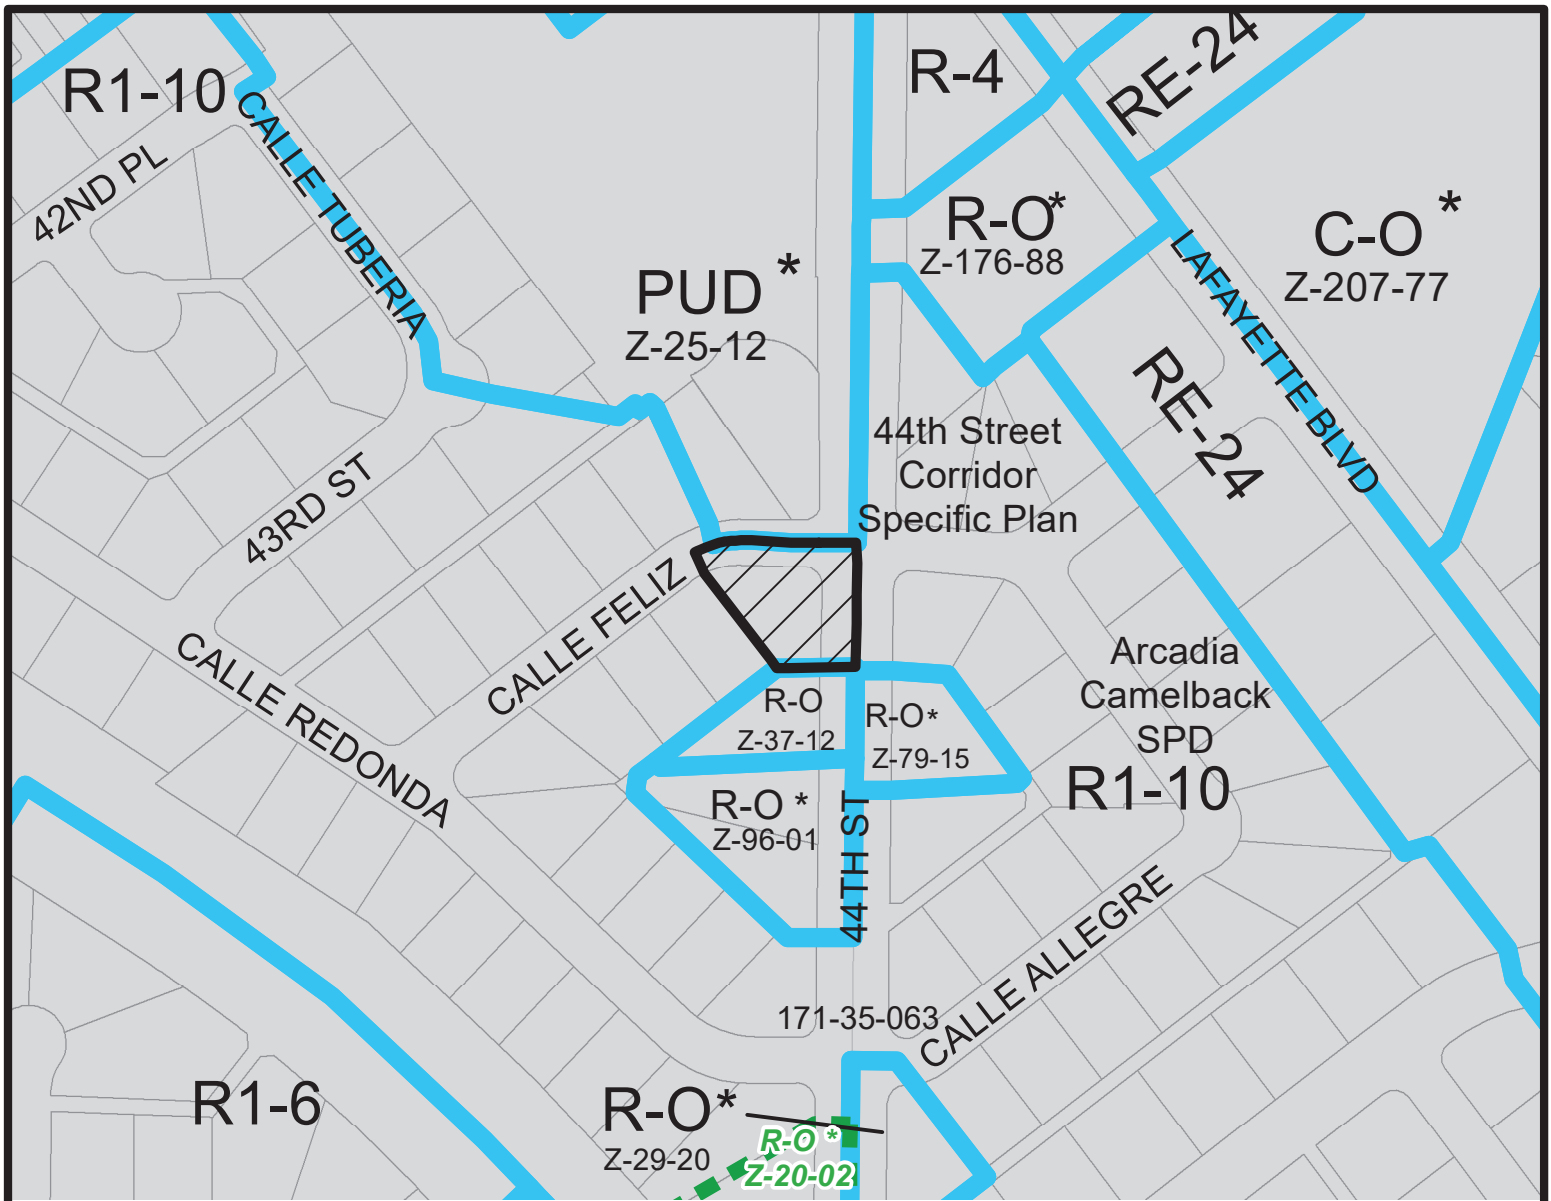 R1-10
42ND PL
CALLE TUBERIA
R-4
RE-24
R-O*
Z-176-88
C-O *
Z-207-77
LAFAYETTE BLVD
PUD *
Z-25-12
RE-24
44th Street
Corridor
Specific Plan
43RD ST
CALLE FELIZ
CALLE REDONDA
Arcadia
Camelback
SPD
R1-10
R-O
Z-37-12
R-O*
Z-79-15
R-O *
Z-96-01
44TH ST
CALLE ALLEGRE
171-35-063
R1-6
R-O*
Z-29-20
R-O *
Z-20-02